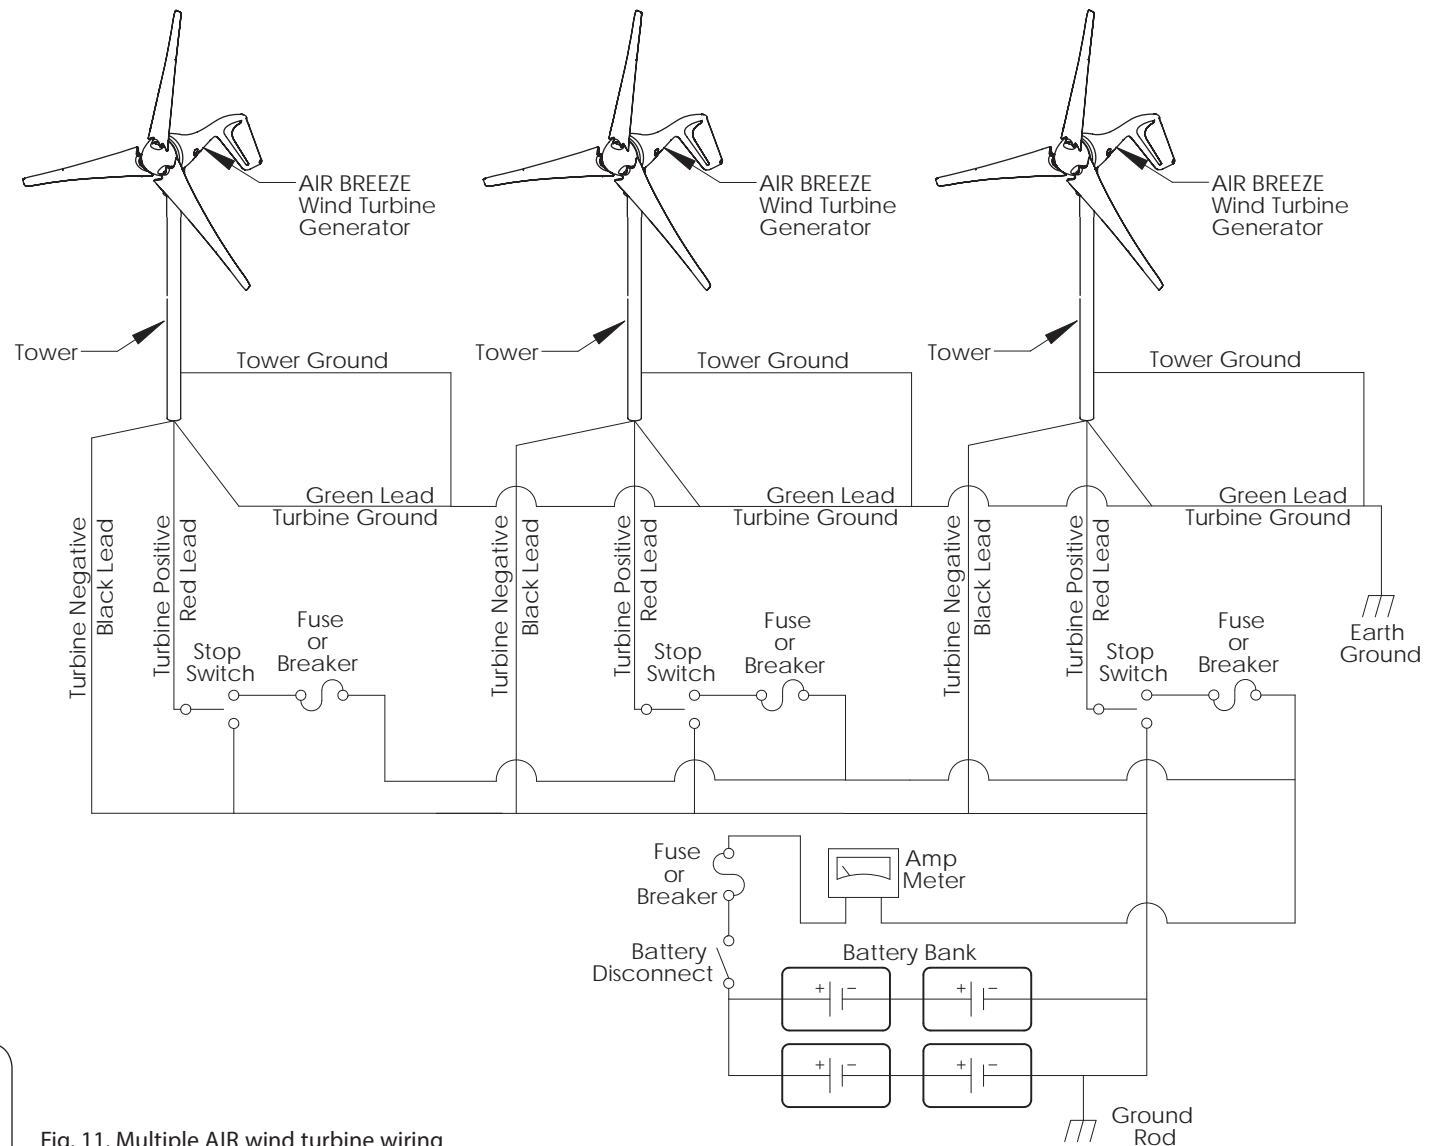 AIR BREEZE
Wind Turbine
Generator
AIR BREEZE
Wind Turbine
Generator
AIR BREEZE
Wind Turbine
Generator
Tower
Tower Ground
Tower
Tower Ground
Tower
Tower Ground
Green Lead
Turbine Ground
Green Lead
Turbine Ground
Green Lead
Turbine Ground
Turbine Negative
Black Lead
Turbine Positive
Red Lead
Turbine Negative
Black Lead
Turbine Positive
Red Lead
Turbine Negative
Black Lead
Turbine Positive
Red Lead
Stop
Switch
Fuse
or
Breaker
Stop
Switch
Fuse
or
Breaker
Stop
Switch
Fuse
or
Breaker
Earth
Ground
Fuse
or
Breaker
Amp
Meter
Battery
Disconnect
Battery Bank
+ −
+ −
+ −
+ −
Ground
Rod
Fig. 11. Multiple AIR wind turbine wiring